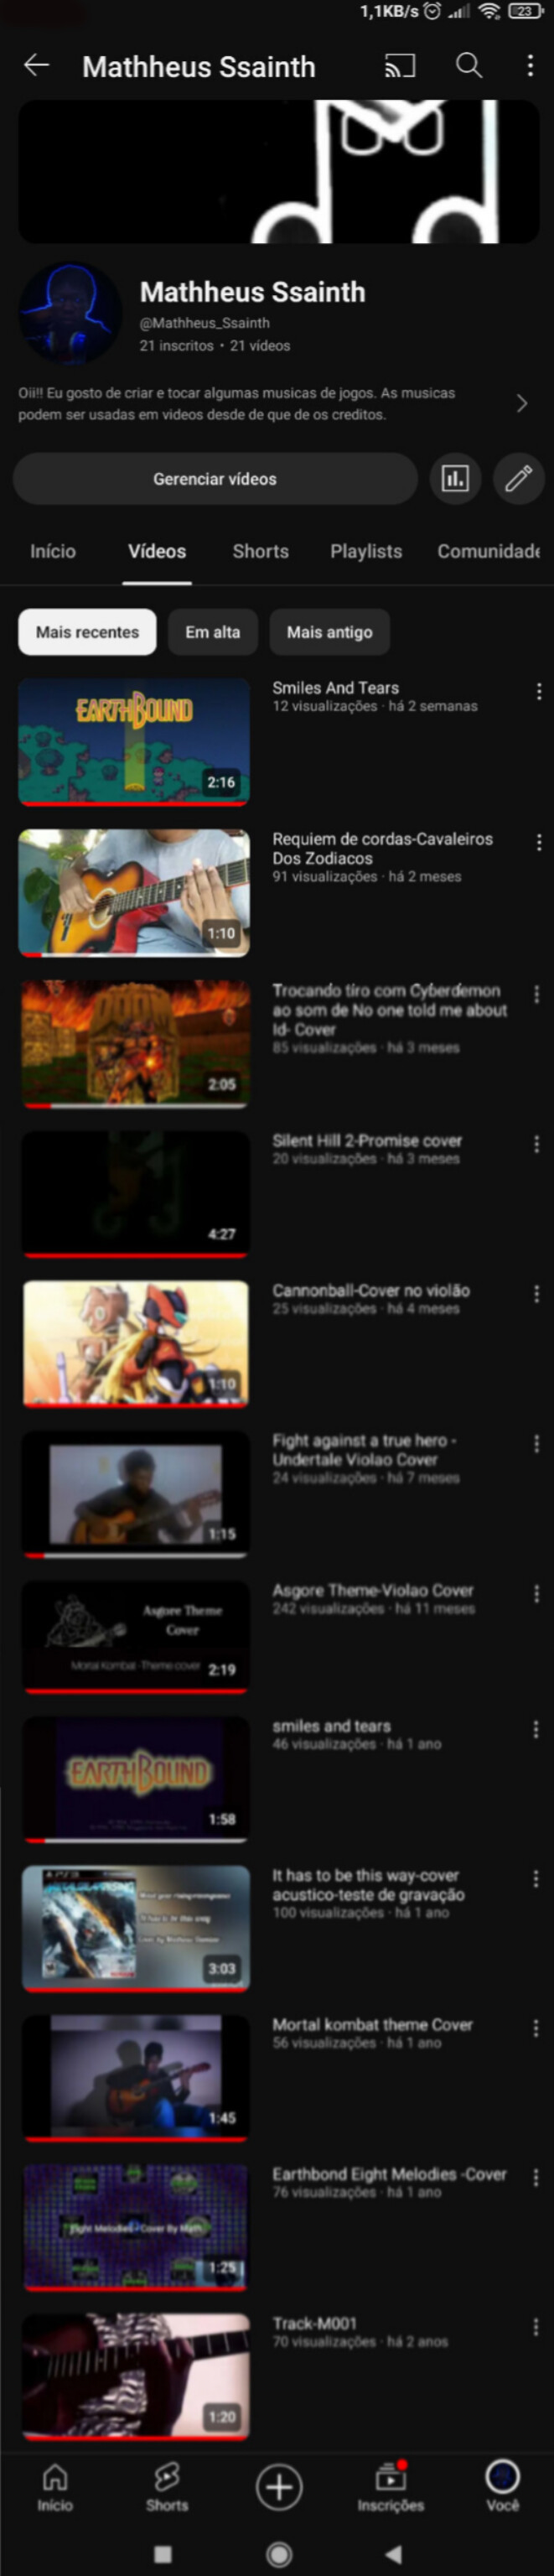 1,1KB/s 23
Mathheus Ssainth
Mathheus Ssainth
@Mathheus_Ssainth
21 inscritos • 21 vídeos
Oii!! Eu gosto de criar e tocar algumas musicas de jogos. As musicas
podem ser usadas em videos desde de que de os creditos.
Gerenciar vídeos
Início Vídeos Shorts Playlists Comunidade
Mais recentes Em alta Mais antigo
EARTHBOUND
2:16
Smiles And Tears
12 visualizações · há 2 semanas
1:10
Requiem de cordas-Cavaleiros
Dos Zodiacos
91 visualizações · há 2 meses
DOOM
2:05
Trocando tiro com Cyberdemon
ao som de No one told me about
Id- Cover
85 visualizações · há 3 meses
4:27
Silent Hill 2-Promise cover
20 visualizações · há 3 meses
1:10
Cannonball-Cover no violão
25 visualizações · há 4 meses
1:15
Fight against a true hero -
Undertale Violao Cover
24 visualizações · há 7 meses
Asgore Theme
Cover
Mortal Kombat -Theme cover
2:19
Asgore Theme-Violao Cover
242 visualizações · há 11 meses
EARTHBOUND
1:58
smiles and tears
46 visualizações · há 1 ano
It has to be this way
3:03
It has to be this way-cover
acustico-teste de gravação
100 visualizações · há 1 ano
1:45
Mortal kombat theme Cover
56 visualizações · há 1 ano
Eight Melodies - Cover By Math
1:25
Earthbond Eight Melodies -Cover
76 visualizações · há 1 ano
1:20
Track-M001
70 visualizações · há 2 anos
Início Shorts Inscrições Você